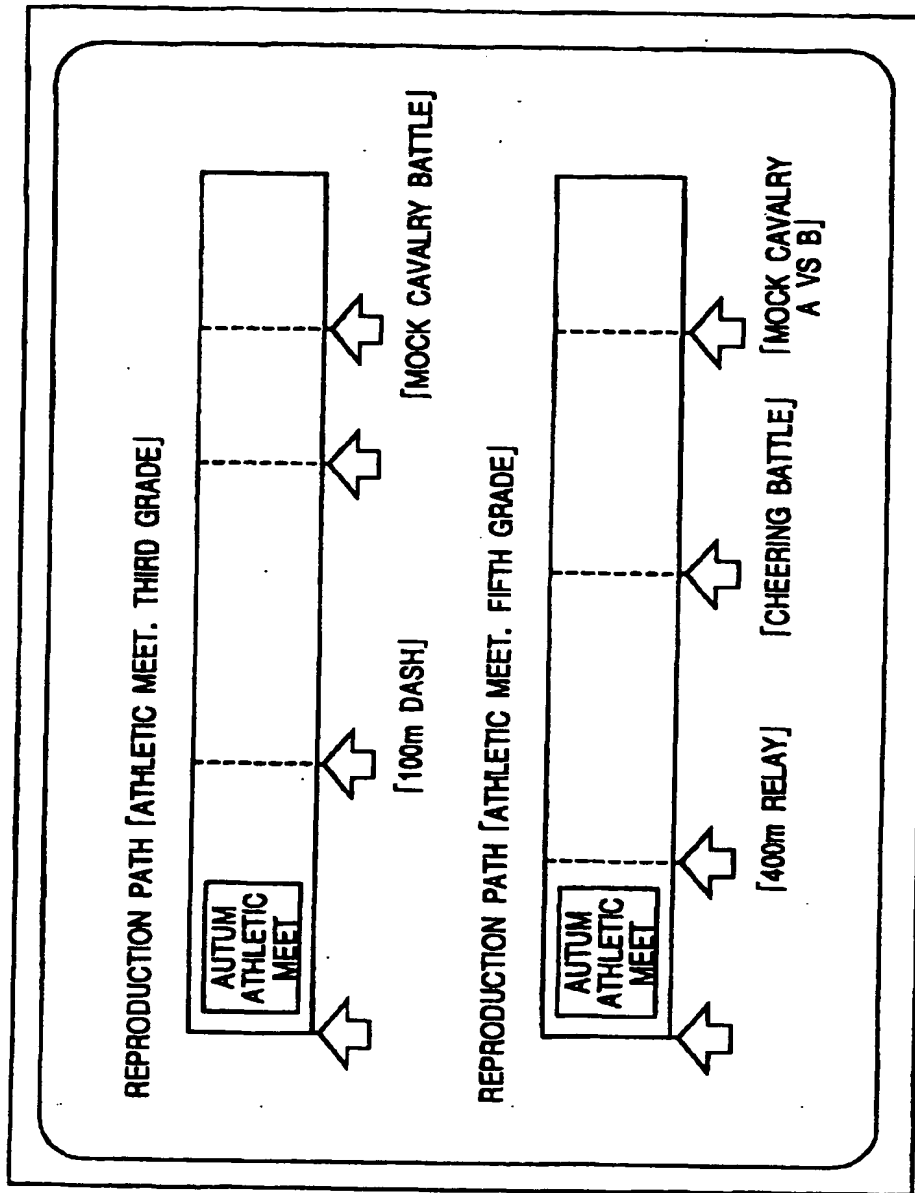 REPRODUCTION PATH ⌈ATHLETIC MEET. THIRD GRADE⌋
AUTUM
ATHLETIC
MEET
⌈100m DASH⌋
⌈MOCK CAVALRY BATTLE⌋
REPRODUCTION PATH ⌈ATHLETIC MEET. FIFTH GRADE⌋
AUTUM
ATHLETIC
MEET
⌈400m RELAY⌋
⌈CHEERING BATTLE⌋
⌈MOCK CAVALRY
A VS B⌋